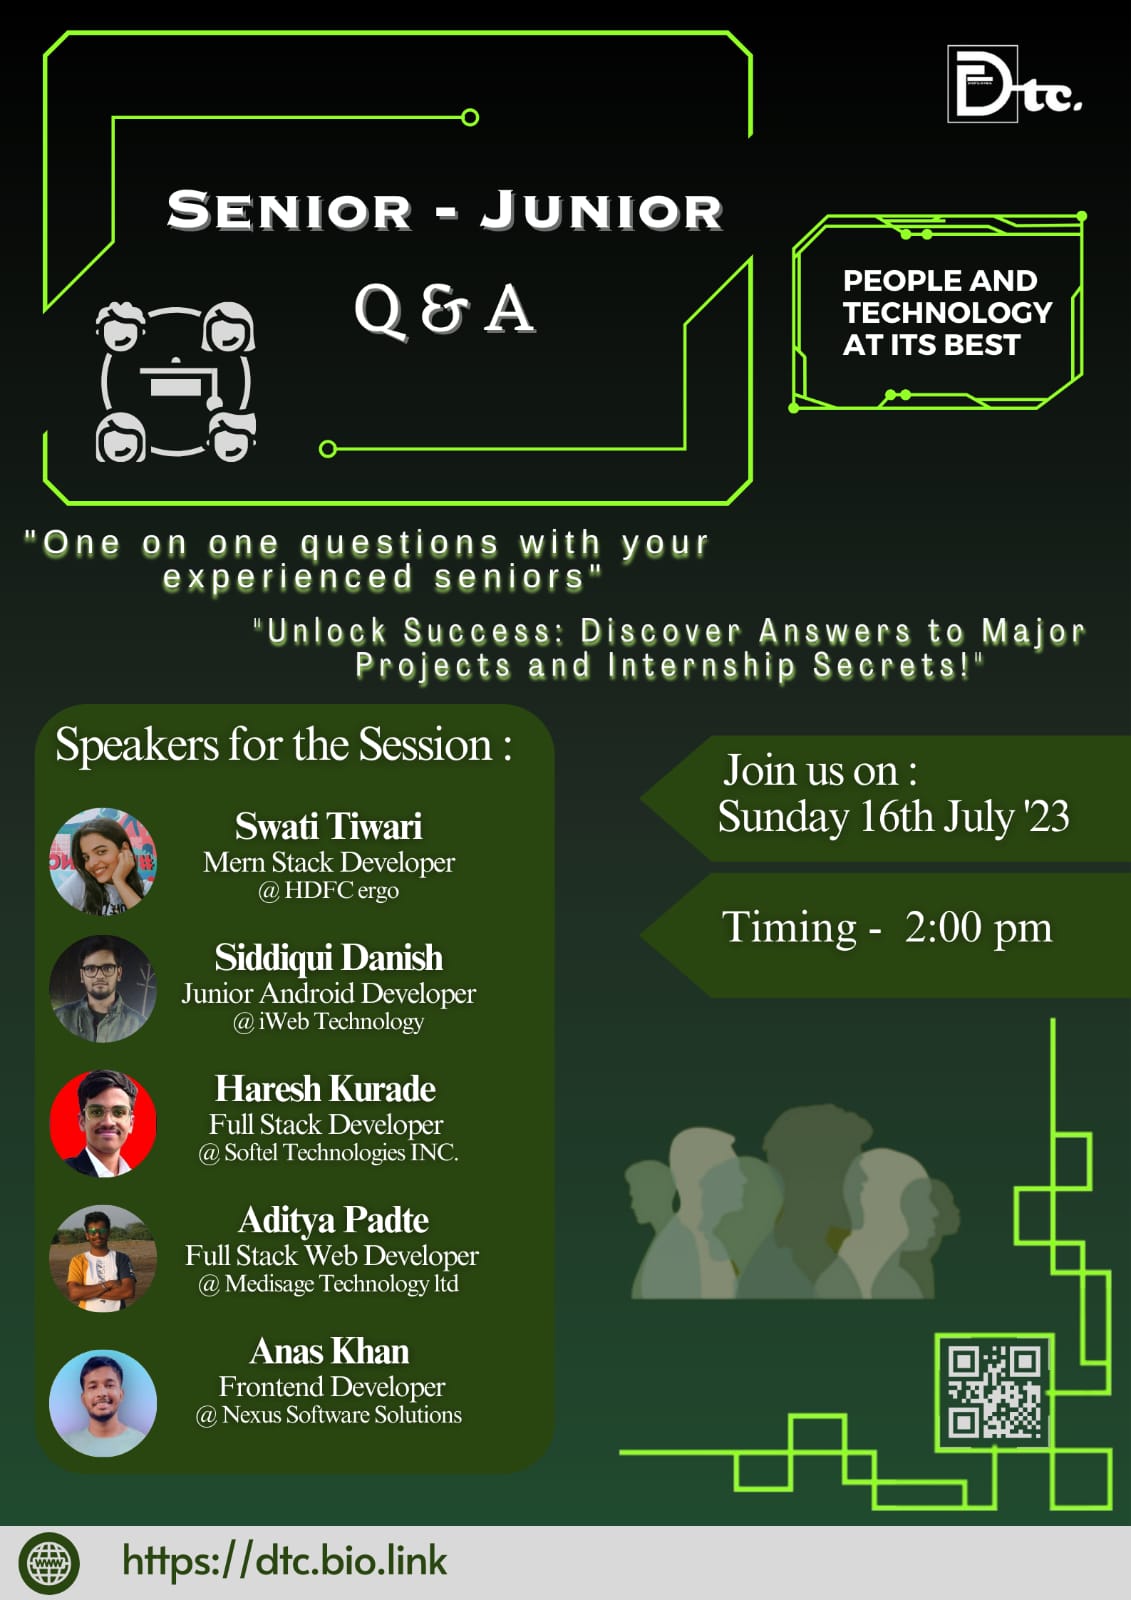 Dtc.
SENIOR - JUNIOR
Q & A
PEOPLE AND
TECHNOLOGY
AT ITS BEST
"One on one questions with your
experienced seniors"
"Unlock Success: Discover Answers to Major
Projects and Internship Secrets!"
Speakers for the Session :
Swati Tiwari
Mern Stack Developer
@ HDFC ergo
Siddiqui Danish
Junior Android Developer
@ iWeb Technology
Haresh Kurade
Full Stack Developer
@ Softel Technologies INC.
Aditya Padte
Full Stack Web Developer
@ Medisage Technology ltd
Anas Khan
Frontend Developer
@ Nexus Software Solutions
Join us on :
Sunday 16th July '23
Timing - 2:00 pm
www
https://dtc.bio.link